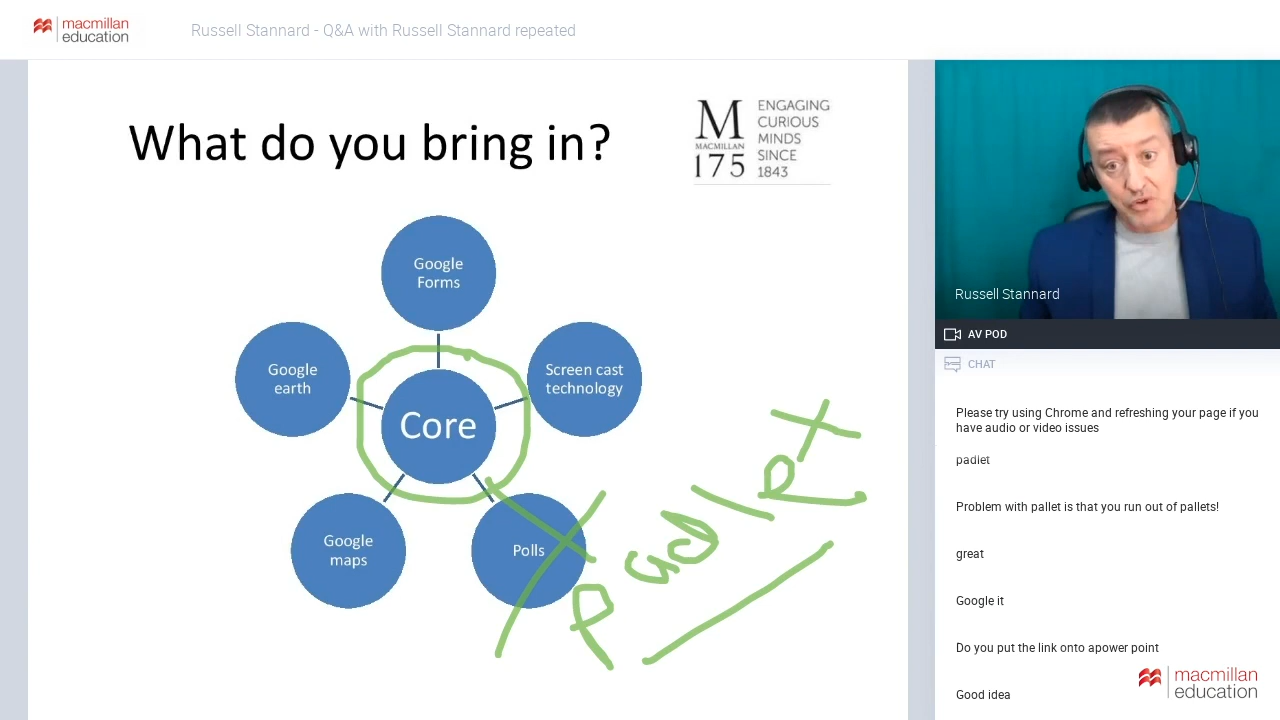 macmillan
education
Russell Stannard - Q&A with Russell Stannard repeated
What do you bring in?
M
MACMILLAN
175
ENGAGING
CURIOUS
MINDS
SINCE
1843
Google
Forms
Google
earth
Screen cast
technology
Core
Google
maps
Polls
padlet
Russell Stannard
AV POD
CHAT
Please try using Chrome and refreshing your page if you
have audio or video issues
padlet
Problem with pallet is that you run out of pallets!
great
Google it
Do you put the link onto apower point
Good idea
macmillan
education